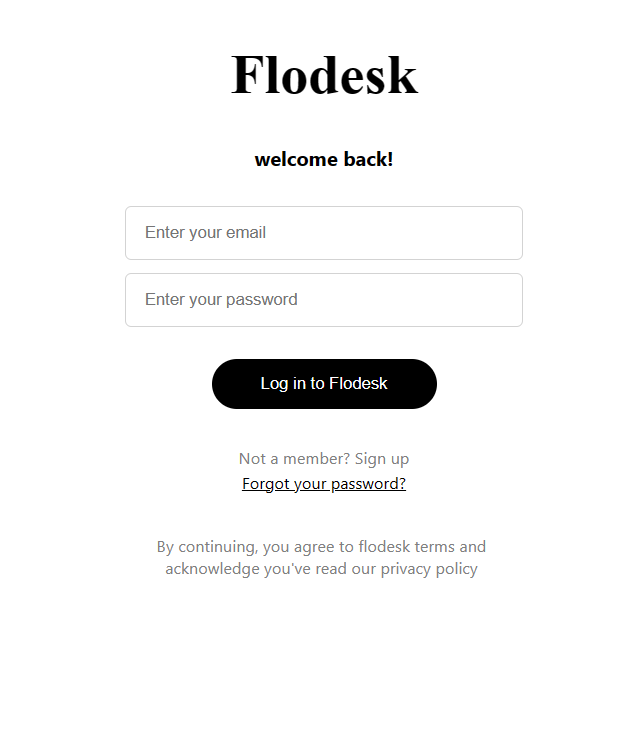 Flodesk
welcome back!
Enter your email
Enter your password
Log in to Flodesk
Not a member? Sign up
Forgot your password?
By continuing, you agree to flodesk terms and
acknowledge you've read our privacy policy